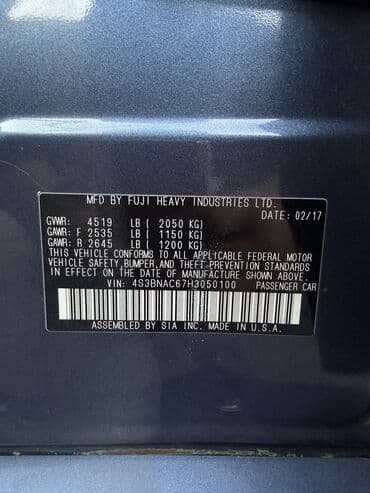 MFD BY FUJI HEAVY INDUSTRIES LTD.
DATE: 02/17
GVWR: 4519 LB ( 2050 KG)
GAWR: F 2535 LB ( 1150 KG)
GAWR: R 2645 LB ( 1200 KG)
THIS VEHICLE CONFORMS TO ALL APPLICABLE FEDERAL MOTOR
VEHICLE SAFETY, BUMPER, AND THEFT PREVENTION STANDARDS
IN EFFECT ON THE DATE OF MANUFACTURE SHOWN ABOVE.
VIN: 4S3BNAC67H3050100 PASSENGER CAR
ASSEMBLED BY SIA INC. MADE IN U.S.A.